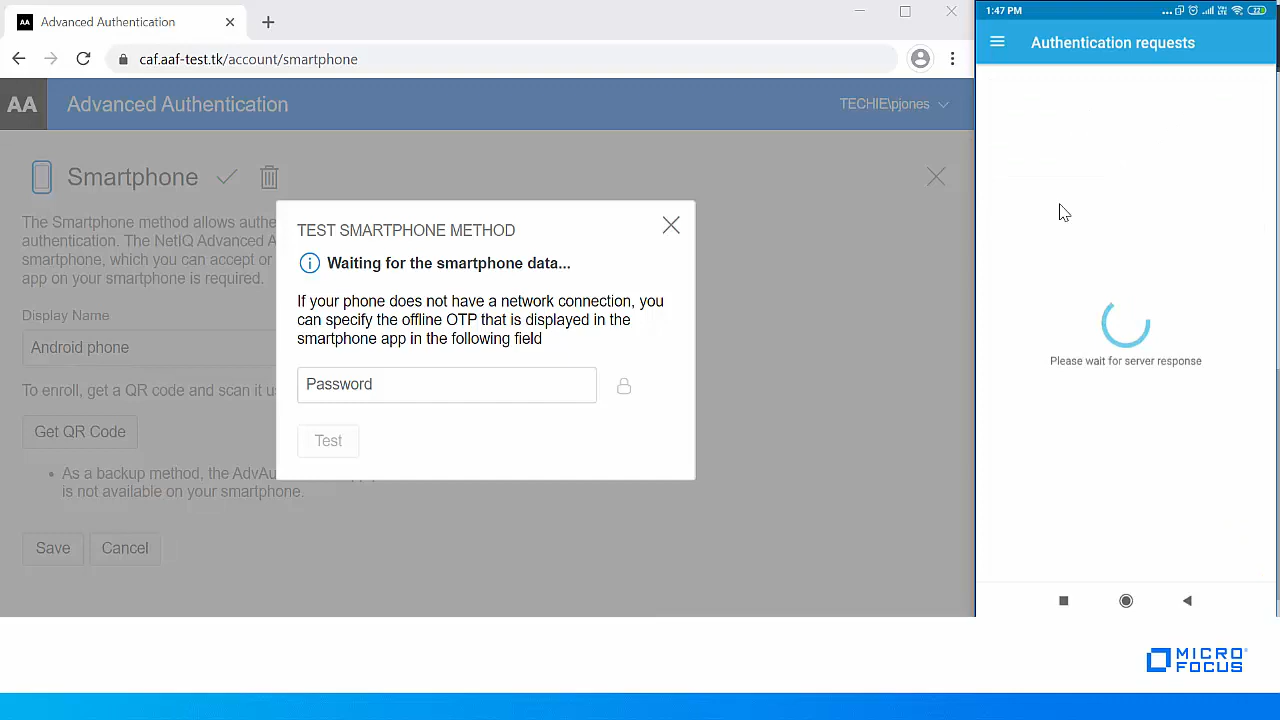 AA Advanced Authentication
caf.aaf-test.tk/account/smartphone
AA Advanced Authentication TECHIE\pjones
Smartphone
The Smartphone method allows authe
authentication. The NetIQ Advanced A
smartphone, which you can accept or
app on your smartphone is required.
Display Name
Android phone
To enroll, get a QR code and scan it u
Get QR Code
• As a backup method, the AdvAu
is not available on your smartphone.
Save Cancel
TEST SMARTPHONE METHOD
Waiting for the smartphone data...
If your phone does not have a network connection, you
can specify the offline OTP that is displayed in the
smartphone app in the following field
Password
Test
1:47 PM
Authentication requests
Please wait for server response
MICRO
FOCUS